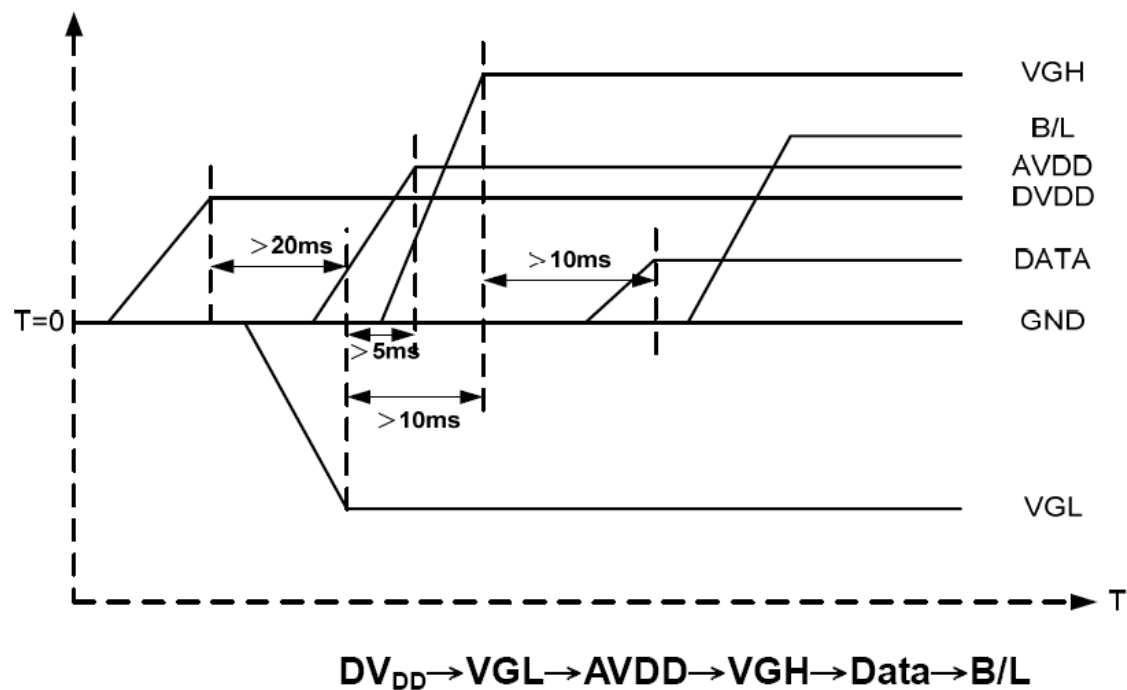 VGH
B/L
AVDD
DVDD
>20ms
>10ms
DATA
T=0
GND
>5ms
>10ms
VGL
T
DVDD→VGL→AVDD→VGH→Data→B/L